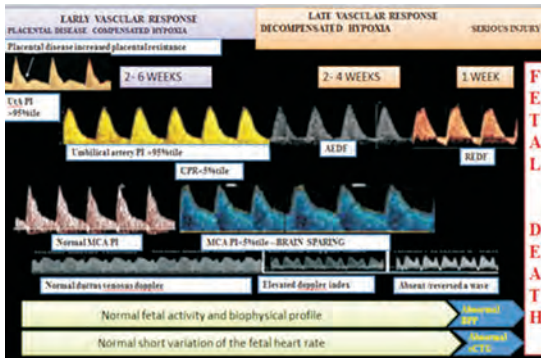 EARLY VASCULAR RESPONSE
PLACENTAL DISEASE COMPENSATED HYPOXIA
LATE VASCULAR RESPONSE
DECOMPENSATED HYPOXIA
SERIOUS INJURY
Placental disease increased placental resistance
2- 6 WEEKS
2- 4 WEEKS
1 WEEK
UtA PI
>95%tile
Umbilical artery PI >95%tile
AEDF
REDF
CPR<5%tile
Normal MCA PI
MCA PI<5%tile –BRAIN SPARING
Normal ductus venosus doppler
Elevated doppler index
Absent /reversed a wave
Normal fetal activity and biophysical profile
Abnormal
BPP
Normal short variation of the fetal heart rate
Abnormal
cCTG
FETAL DEATH